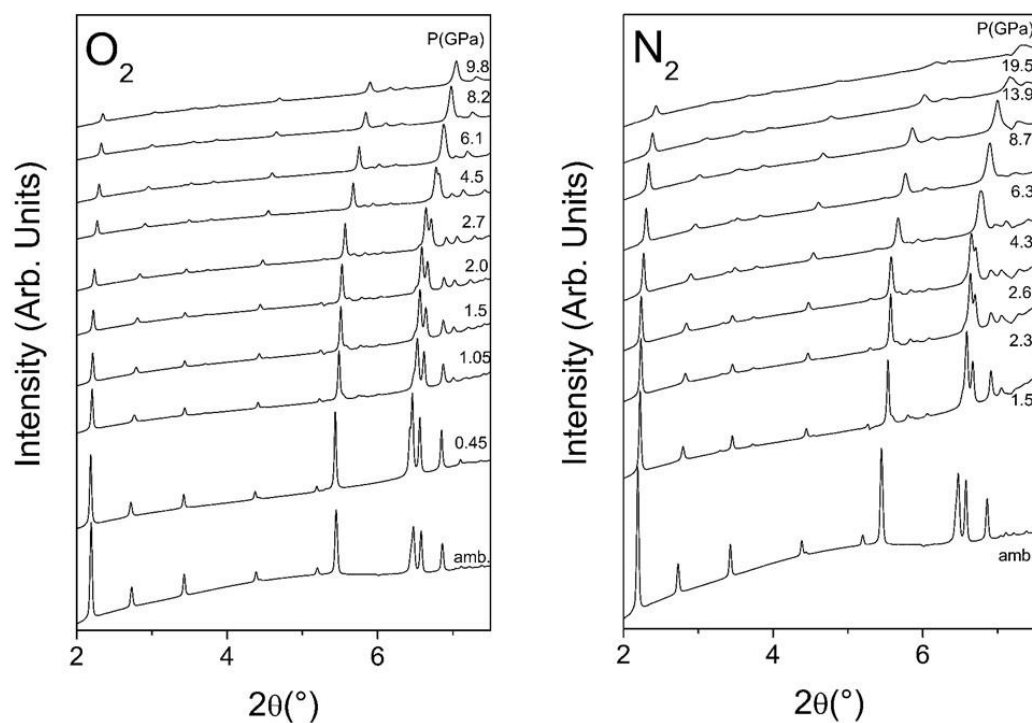 O2
P(GPa)
9.8
8.2
6.1
4.5
2.7
2.0
1.5
1.05
0.45
amb.
Intensity (Arb. Units)
2
4
6
2θ(°)
N2
P(GPa)
19.5
13.9
8.7
6.3
4.3
2.6
2.3
1.5
amb
Intensity (Arb. Units)
2
4
6
2θ(°)